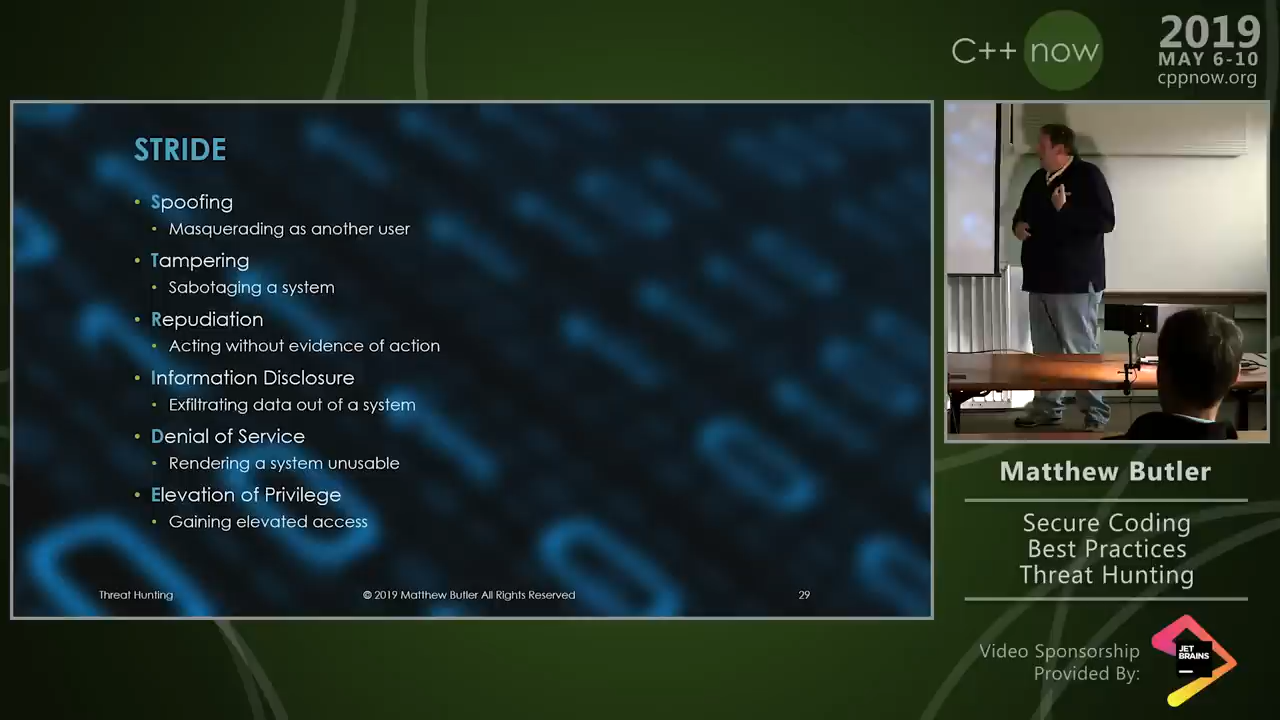 C++ now
2019
MAY 6-10
cppnow.org
STRIDE
• Spoofing
• Masquerading as another user
• Tampering
• Sabotaging a system
• Repudiation
• Acting without evidence of action
• Information Disclosure
• Exfiltrating data out of a system
• Denial of Service
• Rendering a system unusable
• Elevation of Privilege
• Gaining elevated access
Threat Hunting
© 2019 Matthew Butler All Rights Reserved
29
Matthew Butler
Secure Coding
Best Practices
Threat Hunting
Video Sponsorship
Provided By:
JET
BRAINS